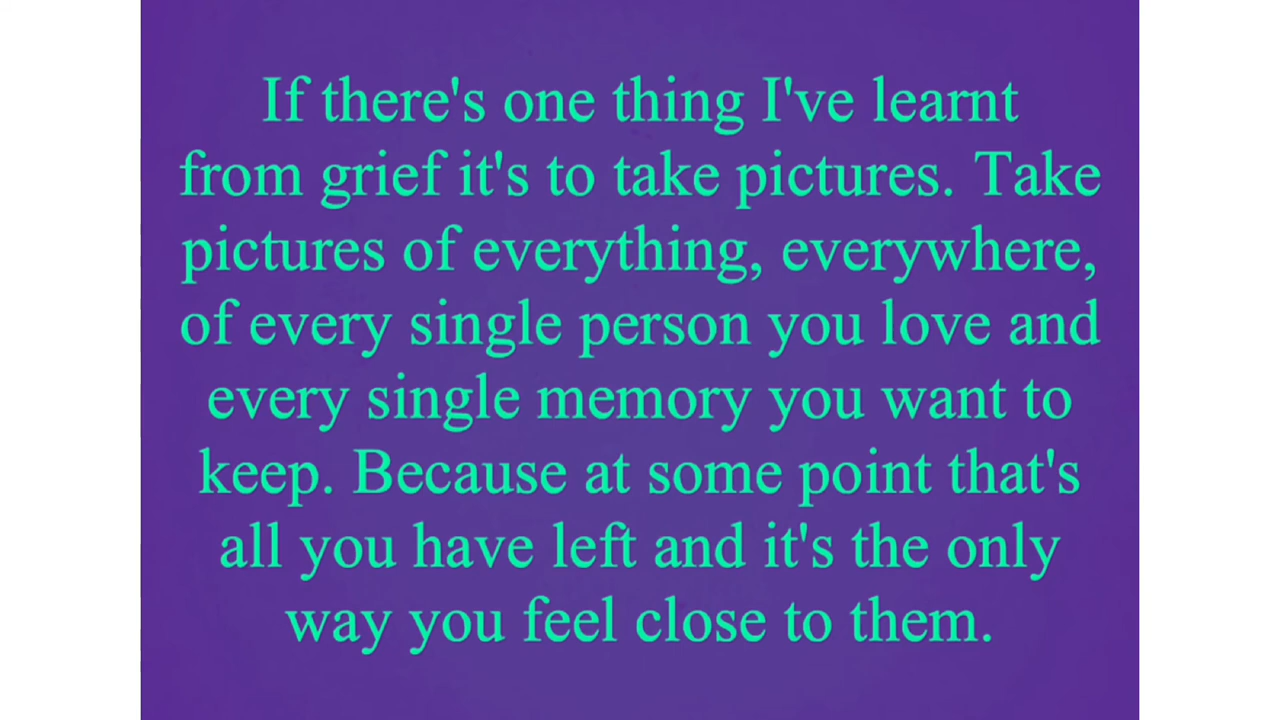 If there's one thing I've learnt
from grief it's to take pictures. Take
pictures of everything, everywhere,
of every single person you love and
every single memory you want to
keep. Because at some point that's
all you have left and it's the only
way you feel close to them.